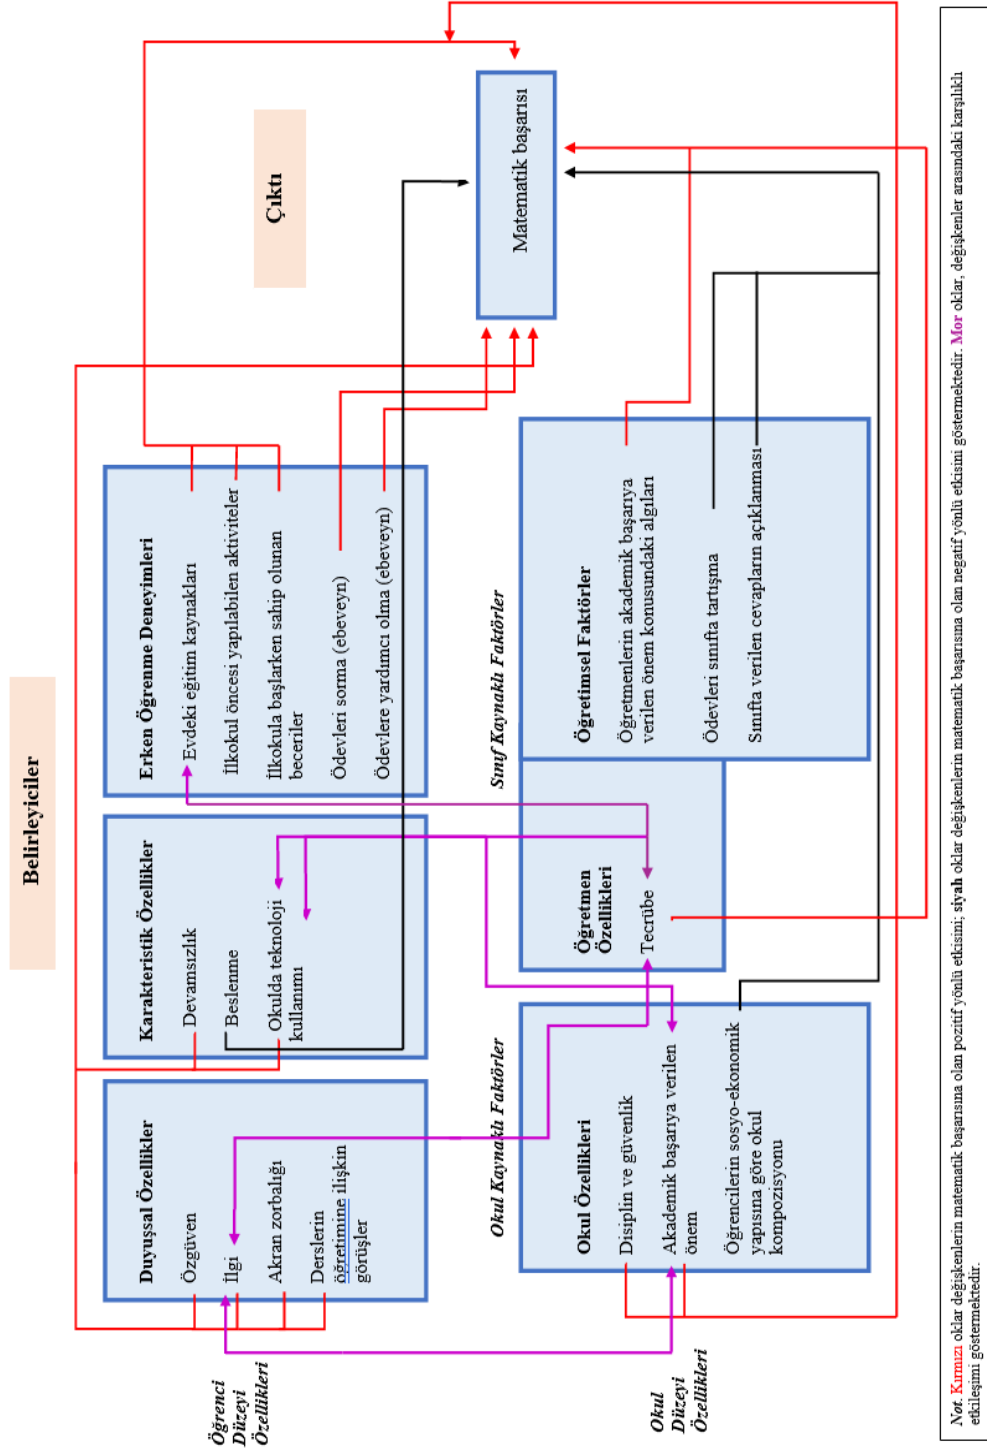 Belirleyiciler
Çıktı
Öğrenci
Düzeyi
Özellikleri
Duyuşsal Özellikler
Özgüven
İlgi
Akran zorbalığı
Derslerin
öğretimine ilişkin
görüşler
Karakteristik Özellikler
Devamsızlık
Beslenme
Okulda teknoloji
kullanımı
Erken Öğrenme Deneyimleri
Evdeki eğitim kaynakları
İlkokul öncesi yapılabilen aktiviteler
İlkokula başlarken sahip olunan
beceriler
Ödevleri sorma (ebeveyn)
Ödevlere yardımcı olma (ebeveyn)
Matematik başarısı
Okul Kaynaklı Faktörler
Sınıf Kaynaklı Faktörler
Okul
Düzeyi
Özellikleri
Okul Özellikleri
Disiplin ve güvenlik
Akademik başarıya verilen
önem
Öğrencilerin sosyo-ekonomik
yapısına göre okul
kompozisyonu
Öğretmen
Özellikleri
Tecrübe
Öğretimsel Faktörler
Öğretmenlerin akademik başarıya
verilen önem konusundaki algıları
Ödevleri sınıfta tartışma
Sınıfta verilen cevapların açıklanması
Not. Kırmızı oklar değişkenlerin matematik başarısına olan pozitif yönlü etkisini; siyah oklar değişkenlerin matematik başarısına olan negatif yönlü etkisini göstermektedir. Mor oklar, değişkenler arasındaki karşılıklı
etkileşimi göstermektedir.